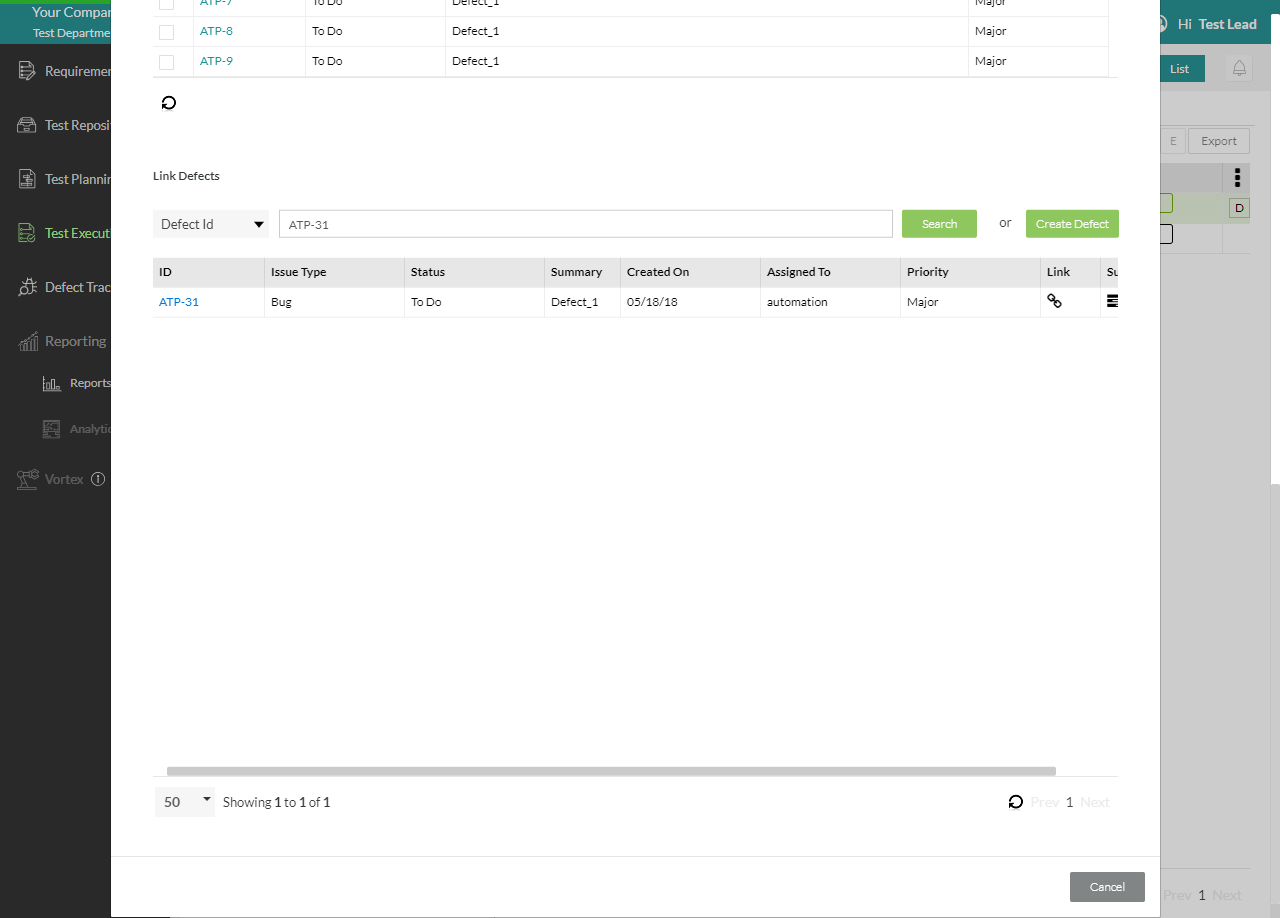 Your Compan
Test Departme
Hi Test Lead
Requiremen
Test Reposi
Test Plannin
Test Executi
Defect Trac
Reporting
Reports
Analytic
Vortex
List
E Export
D
Prev 1 Next
ATP-7 To Do Defect_1 Major
ATP-8 To Do Defect_1 Major
ATP-9 To Do Defect_1 Major
Link Defects
Defect Id ATP-31 Search or Create Defect
ID Issue Type Status Summary Created On Assigned To Priority Link Su
ATP-31 Bug To Do Defect_1 05/18/18 automation Major
50 Showing 1 to 1 of 1 Prev 1 Next
Cancel